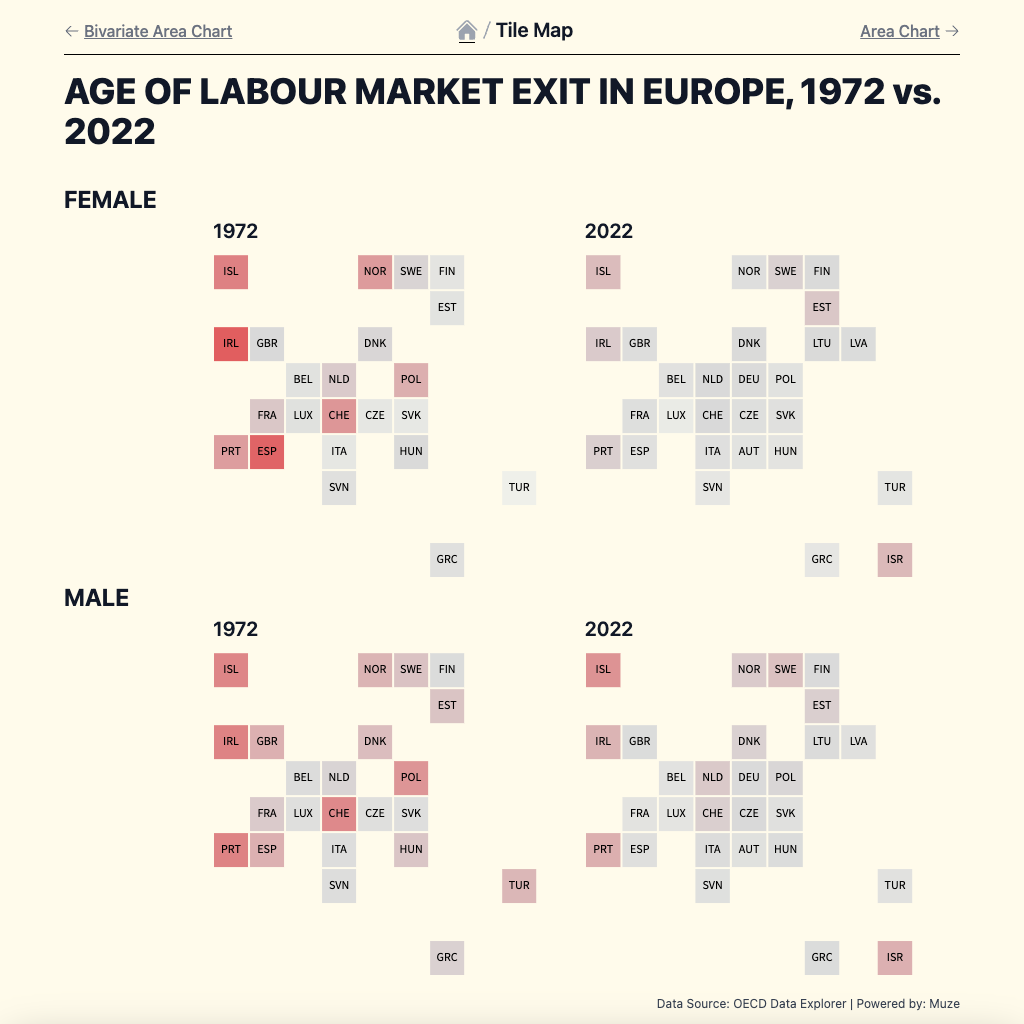 ← Bivariate Area Chart / Tile Map Area Chart →
AGE OF LABOUR MARKET EXIT IN EUROPE, 1972 vs.
2022
FEMALE
1972
ISL NOR SWE FIN
EST
IRL GBR DNK
BEL NLD POL
FRA LUX CHE CZE SVK
PRT ESP ITA HUN
SVN TUR
GRC
2022
ISL NOR SWE FIN
EST
IRL GBR DNK LTU LVA
BEL NLD DEU POL
FRA LUX CHE CZE SVK
PRT ESP ITA AUT HUN
SVN TUR
GRC ISR
MALE
1972
ISL NOR SWE FIN
EST
IRL GBR DNK
BEL NLD POL
FRA LUX CHE CZE SVK
PRT ESP ITA HUN
SVN TUR
GRC
2022
ISL NOR SWE FIN
EST
IRL GBR DNK LTU LVA
BEL NLD DEU POL
FRA LUX CHE CZE SVK
PRT ESP ITA AUT HUN
SVN TUR
GRC ISR
Data Source: OECD Data Explorer | Powered by: Muze